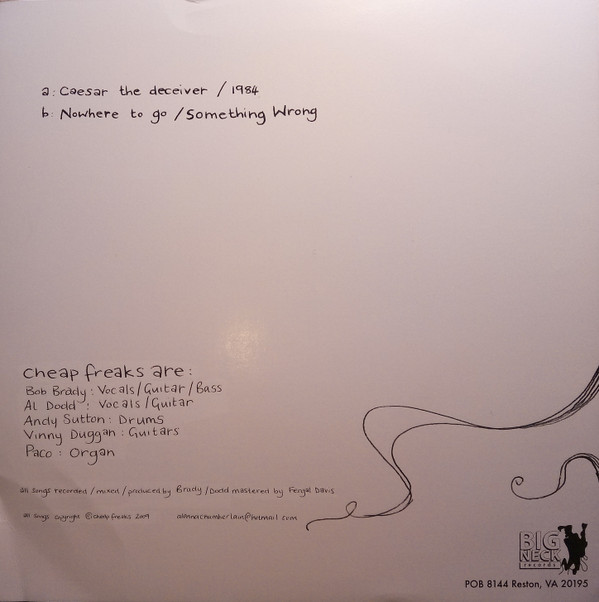 a: Caesar the deceiver / 1984
b: Nowhere to go / Something Wrong
cheap freaks are:
Bob Brady: Vocals/Guitar/Bass
Al Dodd: Vocals/Guitar
Andy Sutton: Drums
Vinny Duggan: Guitars
Paco: Organ
all songs recorded/mixed/produced by Brady/Dodd mastered by Fergal Davis
all songs copyright © cheap freaks 2009
BIG
NECK
records
POB 8144 Reston, VA 20195